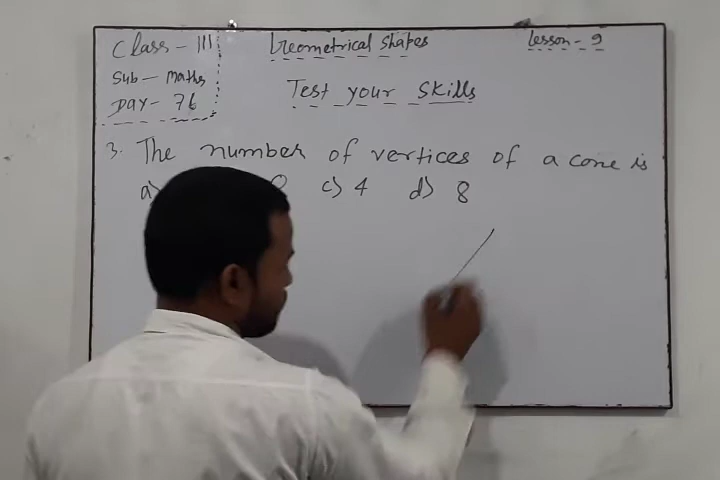 Class - III
Geometrical Shapes
Lesson - 9
Sub - Maths
Day - 76
Test your Skills
3. The number of vertices of a cone is
a) 0 c) 4 d) 8